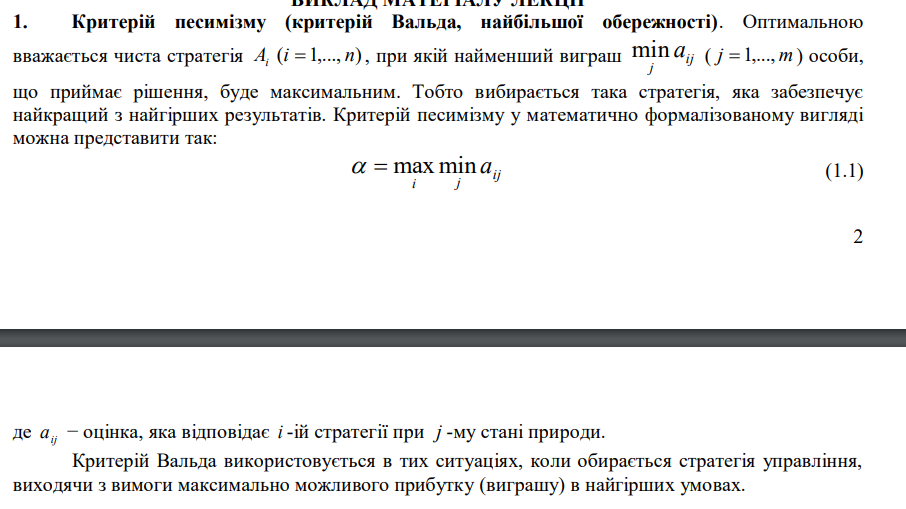 ВИКЛАД МАТЕРІАЛУ ЛЕКЦІЇ
1. Критерій песимізму (критерій Вальда, найбільшої обережності). Оптимальною
вважається чиста стратегія A_i (i = 1,..., n), при якій найменший виграш min_j a_ij ( j = 1,..., m ) особи,
що приймає рішення, буде максимальним. Тобто вибирається така стратегія, яка забезпечує
найкращий з найгірших результатів. Критерій песимізму у математично формалізованому вигляді
можна представити так:
α = max_i min_j a_ij (1.1)
2
де a_ij − оцінка, яка відповідає i -ій стратегії при j -му стані природи.
Критерій Вальда використовується в тих ситуаціях, коли обирається стратегія управління,
виходячи з вимоги максимально можливого прибутку (виграшу) в найгірших умовах.